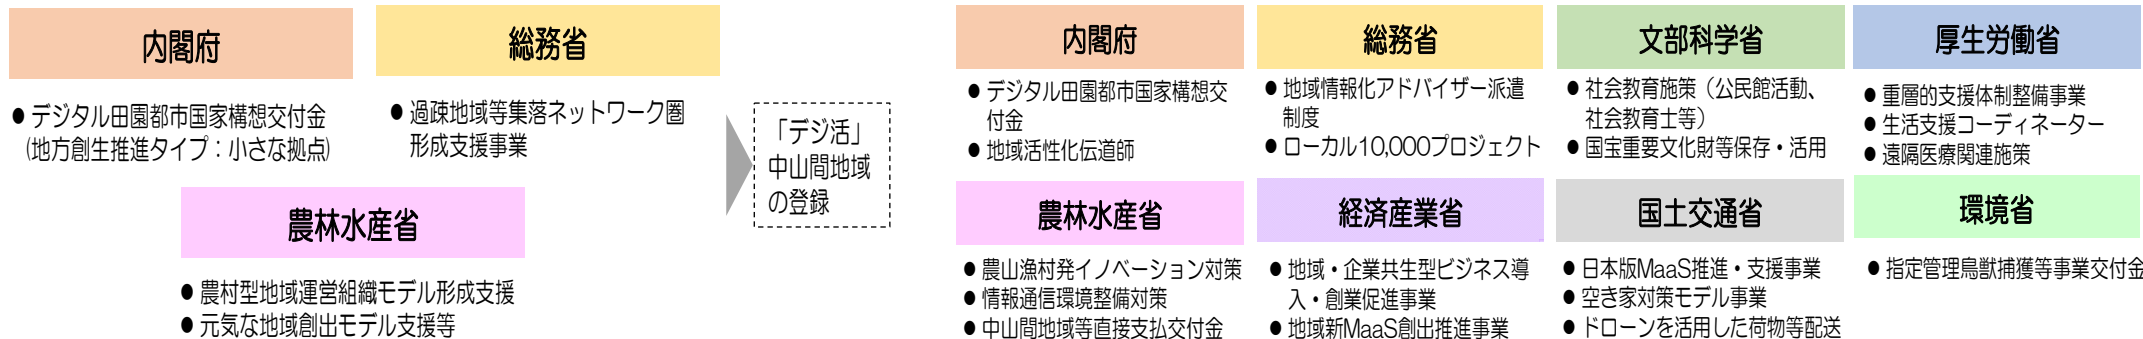 内閣府
● デジタル田園都市国家構想交付金
(地方創生推進タイプ：小さな拠点)
総務省
● 過疎地域等集落ネットワーク圏
形成支援事業
農林水産省
● 農村型地域運営組織モデル形成支援
● 元気な地域創出モデル支援等
「デジ活」
中山間地域
の登録
内閣府
● デジタル田園都市国家構想交
付金
● 地域活性化伝道師
総務省
● 地域情報化アドバイザー派遣
制度
● ローカル10,000プロジェクト
文部科学省
● 社会教育施策（公民館活動、
社会教育士等）
● 国宝重要文化財等保存・活用
厚生労働省
● 重層的支援体制整備事業
● 生活支援コーディネーター
● 遠隔医療関連施策
農林水産省
● 農山漁村発イノベーション対策
● 情報通信環境整備対策
● 中山間地域等直接支払交付金
経済産業省
● 地域・企業共生型ビジネス導
入・創業促進事業
● 地域新MaaS創出推進事業
国土交通省
● 日本版MaaS推進・支援事業
● 空き家対策モデル事業
● ドローンを活用した荷物等配送
環境省
● 指定管理鳥獣捕獲等事業交付金